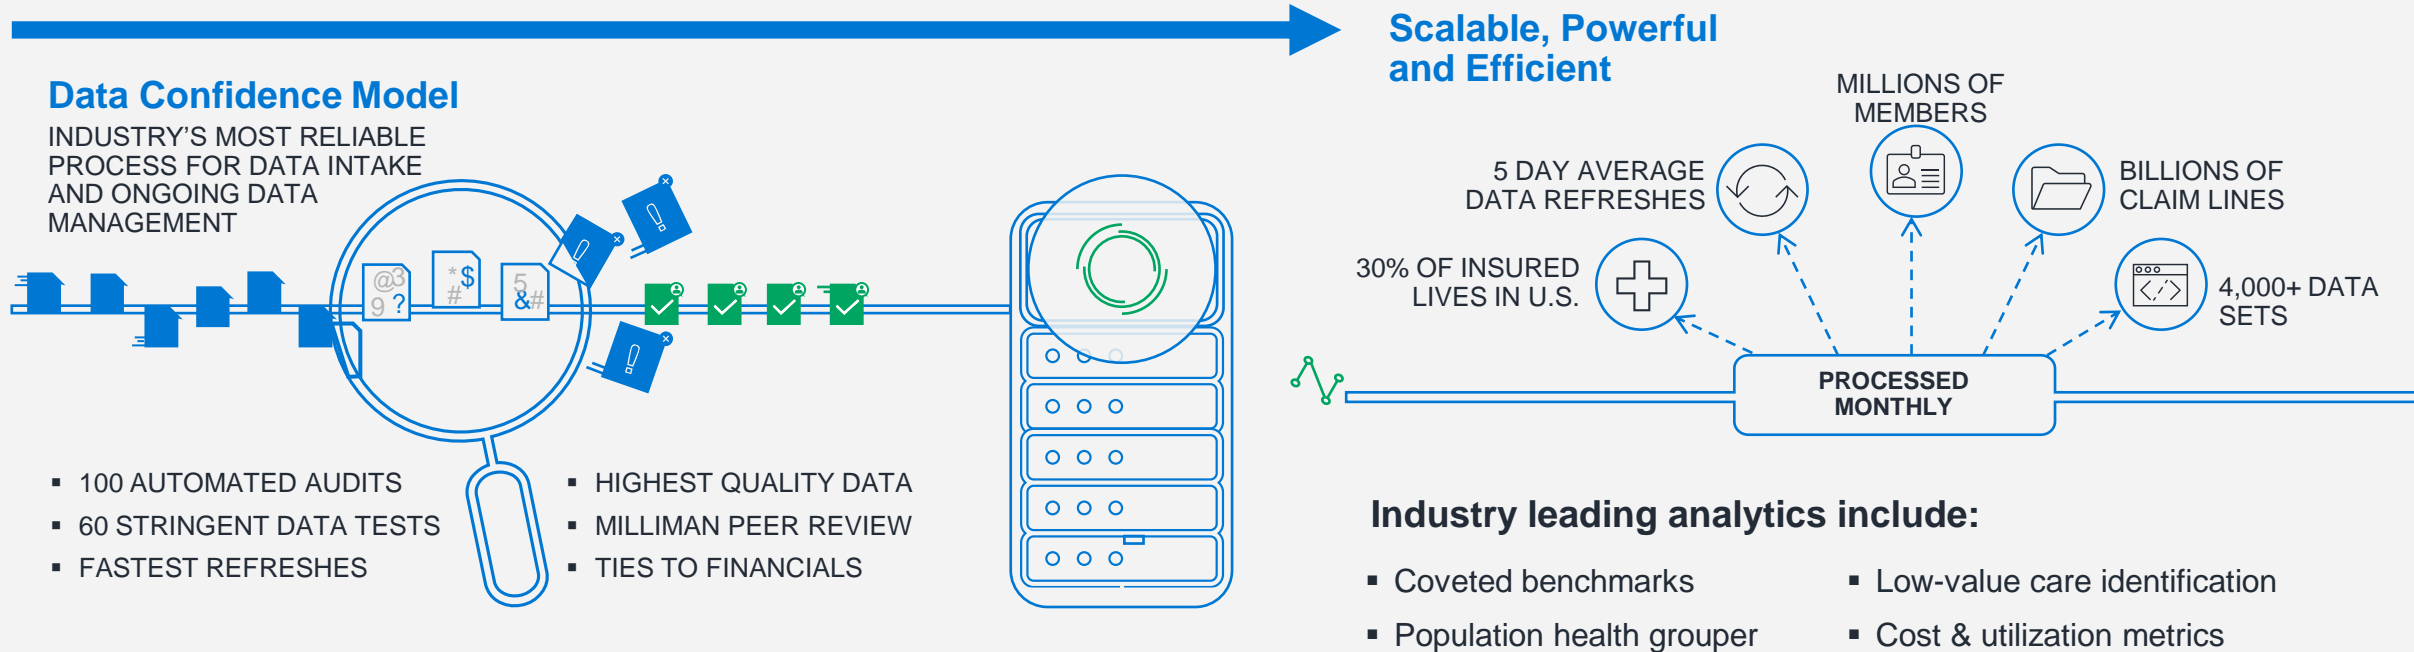 Data Confidence Model
INDUSTRY'S MOST RELIABLE
PROCESS FOR DATA INTAKE
AND ONGOING DATA
MANAGEMENT
@3
9 ?
*$
#
5
&#
▪ 100 AUTOMATED AUDITS
▪ 60 STRINGENT DATA TESTS
▪ FASTEST REFRESHES
▪ HIGHEST QUALITY DATA
▪ MILLIMAN PEER REVIEW
▪ TIES TO FINANCIALS
Scalable, Powerful
and Efficient
30% OF INSURED
LIVES IN U.S.
5 DAY AVERAGE
DATA REFRESHES
MILLIONS OF
MEMBERS
BILLIONS OF
CLAIM LINES
4,000+ DATA
SETS
PROCESSED
MONTHLY
Industry leading analytics include:
▪ Coveted benchmarks
▪ Population health grouper
▪ Low-value care identification
▪ Cost & utilization metrics